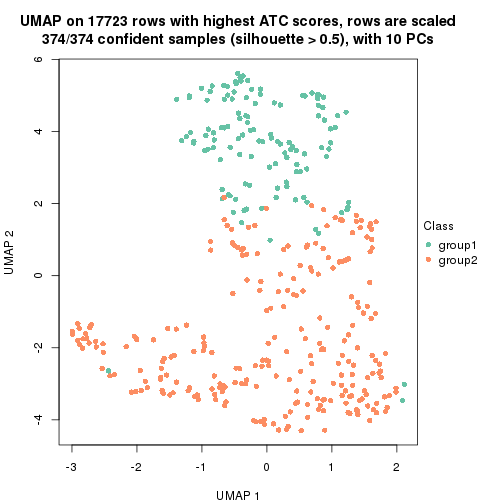 UMAP on 17723 rows with highest ATC scores, rows are scaled
374/374 confident samples (silhouette > 0.5), with 10 PCs
6
4
2
0
-2
-4
UMAP 2
-3 -2 -1 0 1 2
UMAP 1
Class
group1
group2